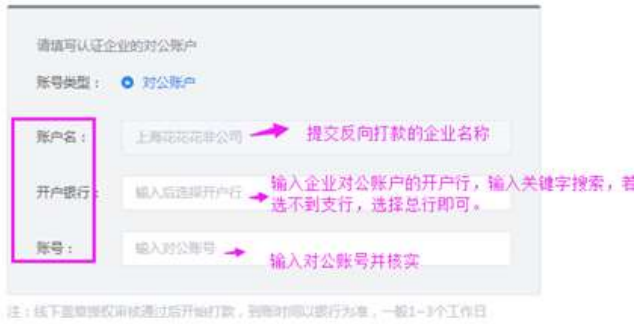 请填写认证企业的对公账户
账号类型： 对公账户
账户名： 上海花花花非公司 提交反向打款的企业名称
开户银行： 输入后选择开户行 输入企业对公账户的开户行，输入关键字搜索，若
选不到支行，选择总行即可。
账号： 输入对公账号 输入对公账号并核实
注：线下盖章授权审核通过后开始打款，到账时间以银行为准，一般1-3个工作日